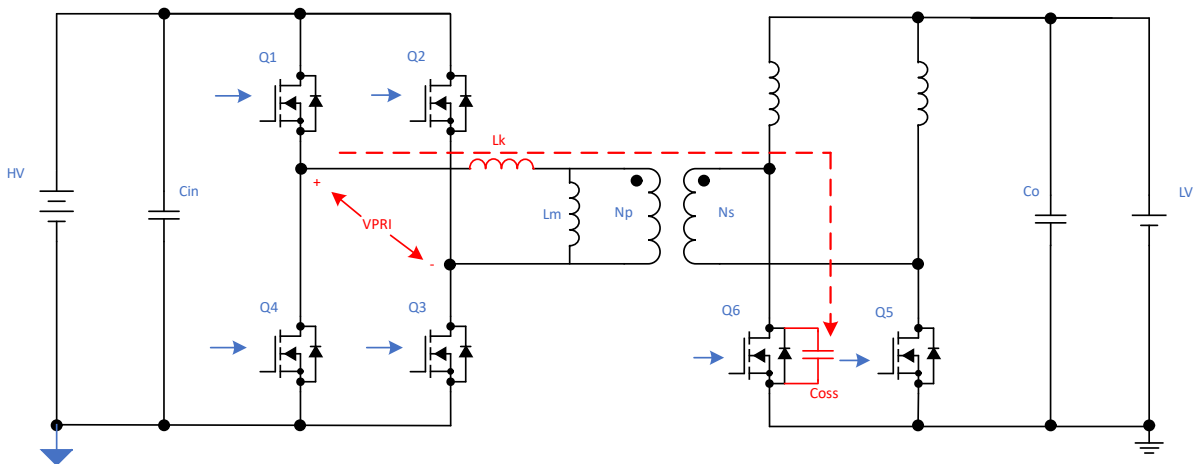 Q1
Q2
HV
Cin
Lk
+
VPRI
-
Lm
Np
Ns
Co
LV
Q4
Q3
Q6
Q5
Coss